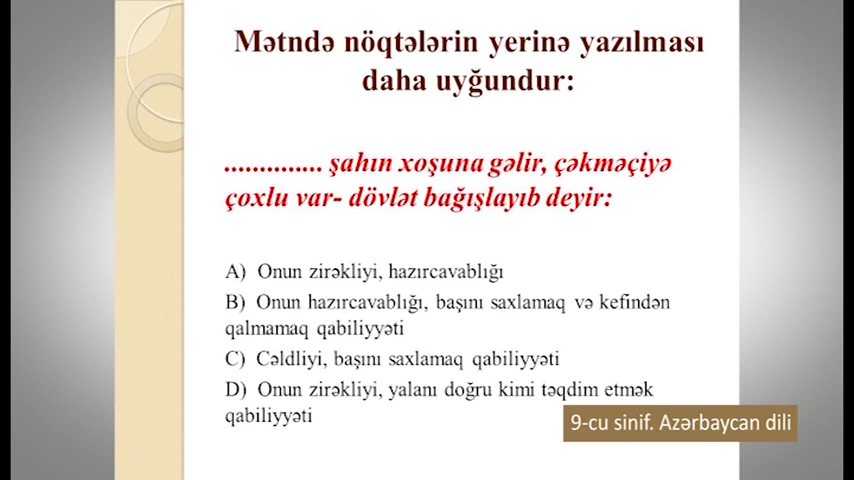 Mətndə nöqtələrin yerinə yazılması
daha uyğundur:
.............. şahın xoşuna gəlir, çəkməçiyə
çoxlu var- dövlət bağışlayıb deyir:
A) Onun zirəkliyi, hazırcavablığı
B) Onun hazırcavablığı, başını saxlamaq və kefindən
qalmamaq qabiliyyəti
C) Cəldliyi, başını saxlamaq qabiliyyəti
D) Onun zirəkliyi, yalanı doğru kimi təqdim etmək
qabiliyyəti
9-cu sinif. Azərbaycan dili